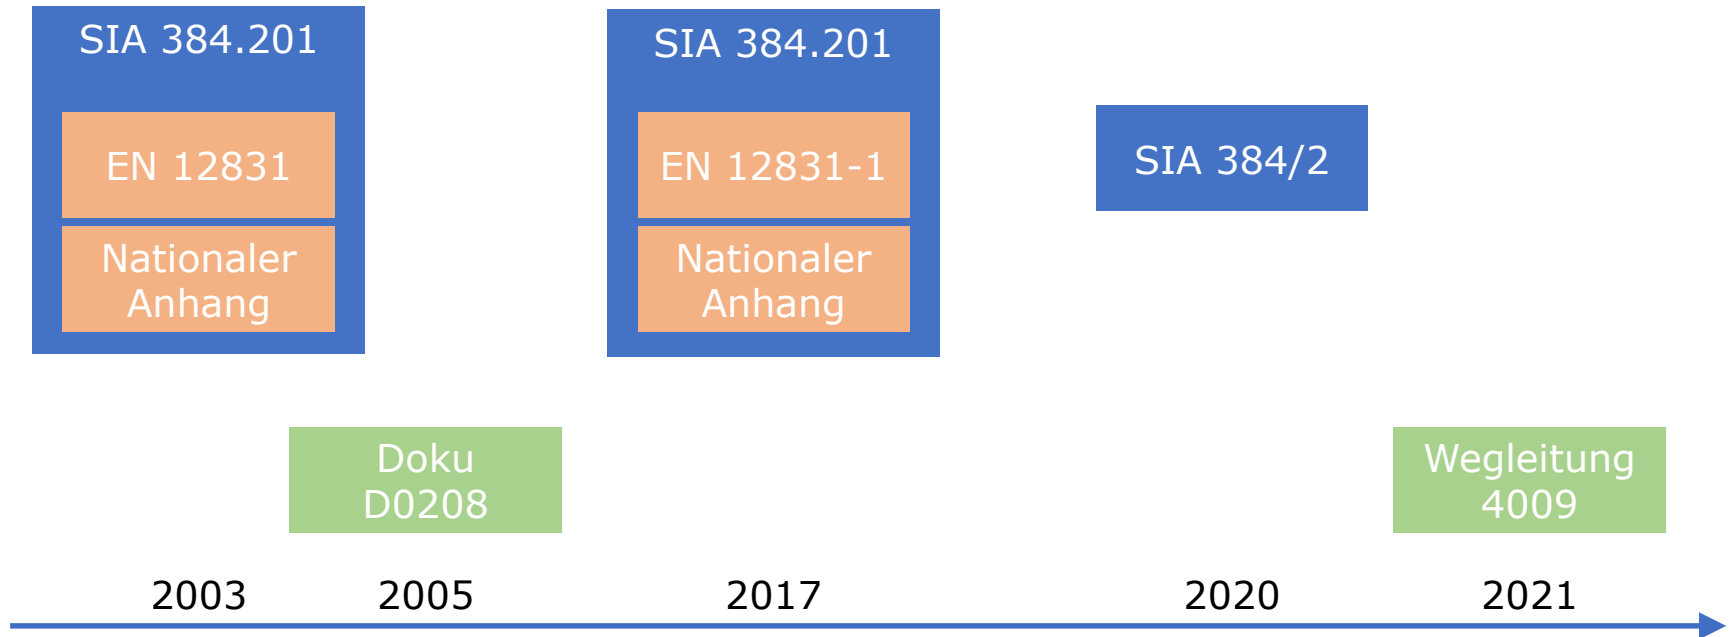 SIA 384.201
EN 12831
Nationaler
Anhang
SIA 384.201
EN 12831-1
Nationaler
Anhang
SIA 384/2
Doku
D0208
Wegleitung
4009
2003
2005
2017
2020
2021